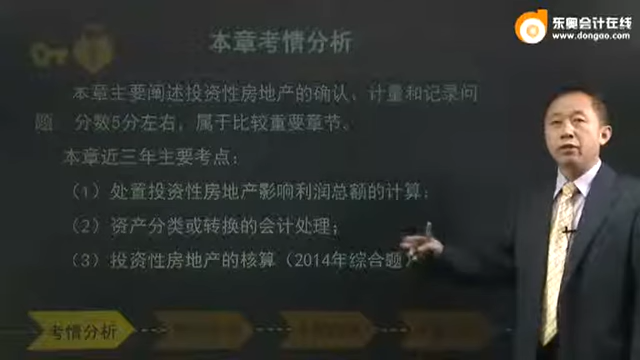 东奥会计在线
www.dongao.com
本章考情分析
本章主要阐述投资性房地产的确认、计量和记录问
题 分数5分左右，属于比较重要章节。
本章近三年主要考点：
（1）处置投资性房地产影响利润总额的计算；
（2）资产分类或转换的会计处理；
（3）投资性房地产的核算（2014年综合题）
考情分析